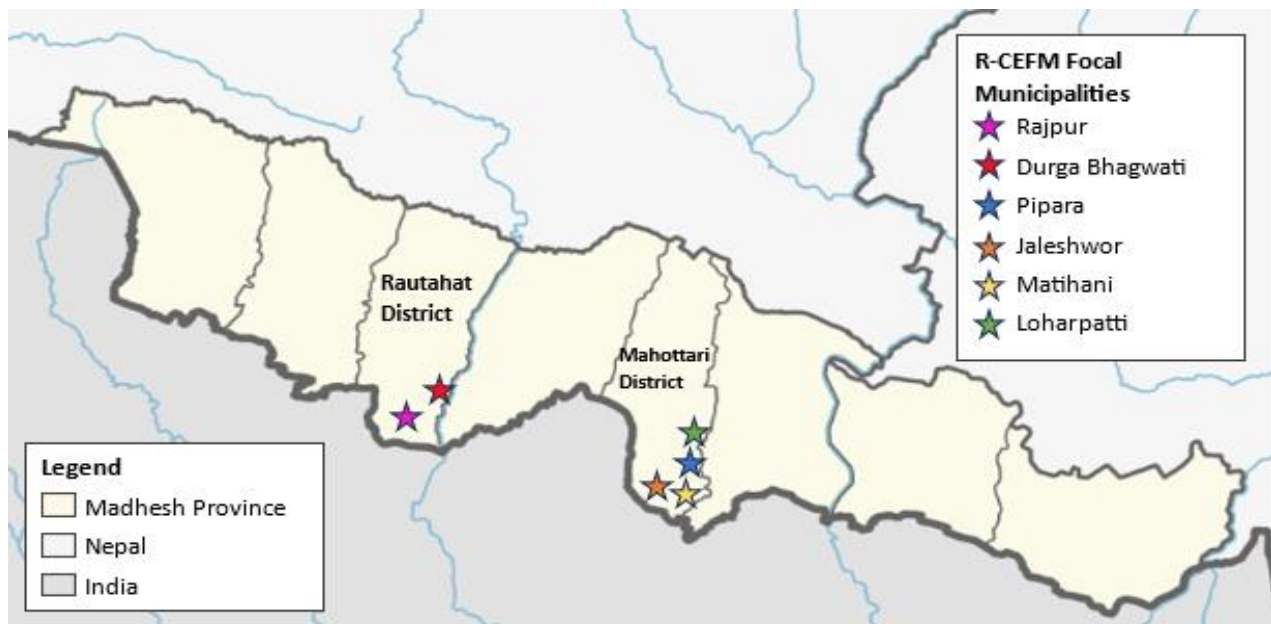 R-CEFM Focal
Municipalities
Rajpur
Durga Bhagwati
Pipara
Jaleshwor
Matihani
Loharpatti
Rautahat
District
Mahottari
District
Legend
Madhesh Province
Nepal
India